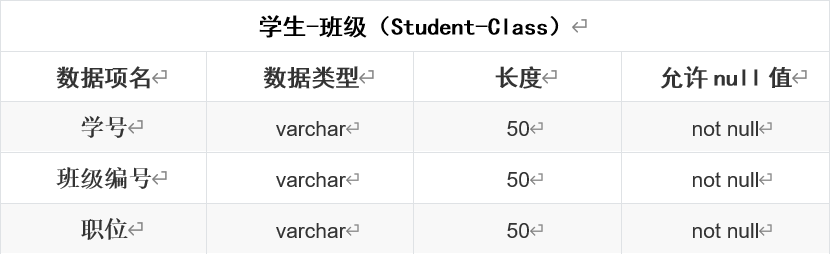 学生-班级（Student-Class）
数据项名 数据类型 长度 允许 null 值
学号 varchar 50 not null
班级编号 varchar 50 not null
职位 varchar 50 not null